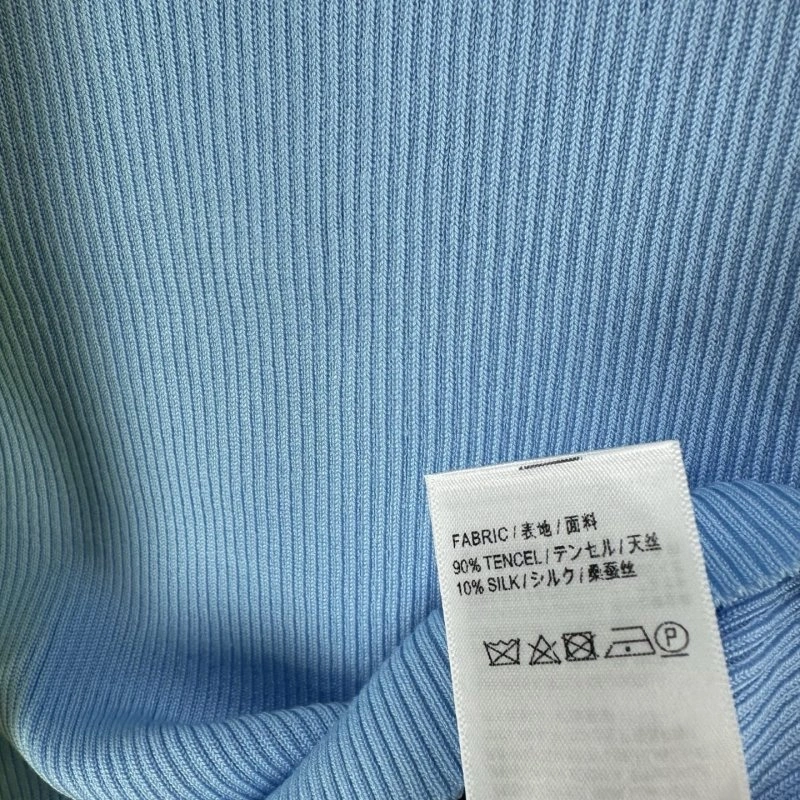 FABRIC / 表地 / 面料
90% TENCEL / テンセル / 天丝
10% SILK / シルク / 桑蚕丝
P